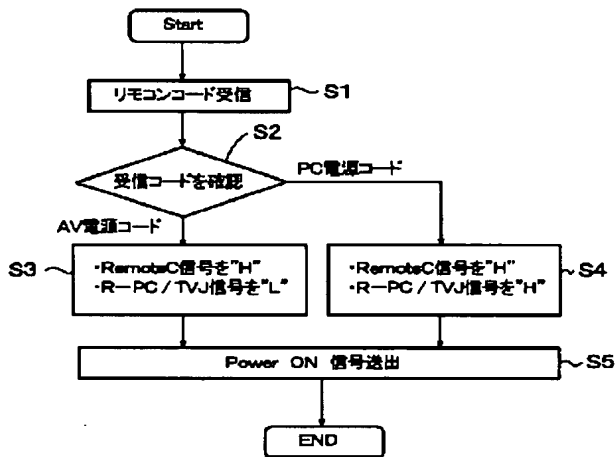 Start
リモコンコード受信
S1
S2
受信コードを確認
PC電源コード
AV電源コード
S3
・RemoteC信号を"H"
・R-PC / TVJ信号を"L"
・RemoteC信号を"H"
・R-PC / TVJ信号を"H"
S4
Power ON 信号送出
S5
END